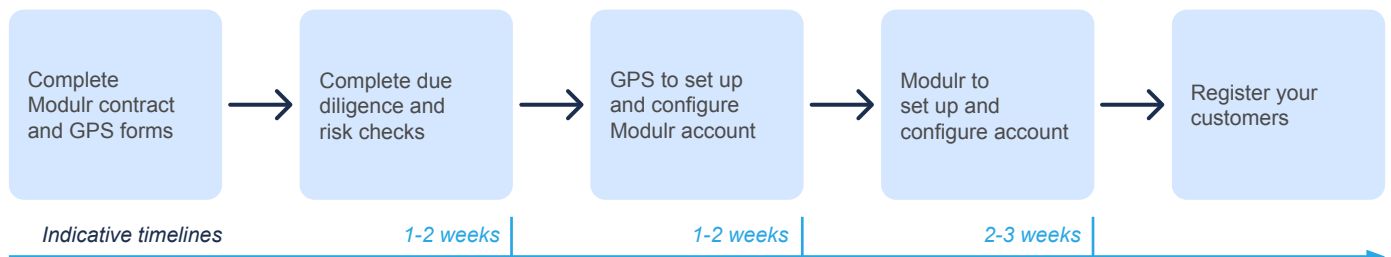 Complete
Modulr contract
and GPS forms
Complete due
diligence and
risk checks
GPS to set up
and configure
Modulr account
Modulr to
set up and
configure account
Register your
customers
Indicative timelines
1-2 weeks
1-2 weeks
2-3 weeks